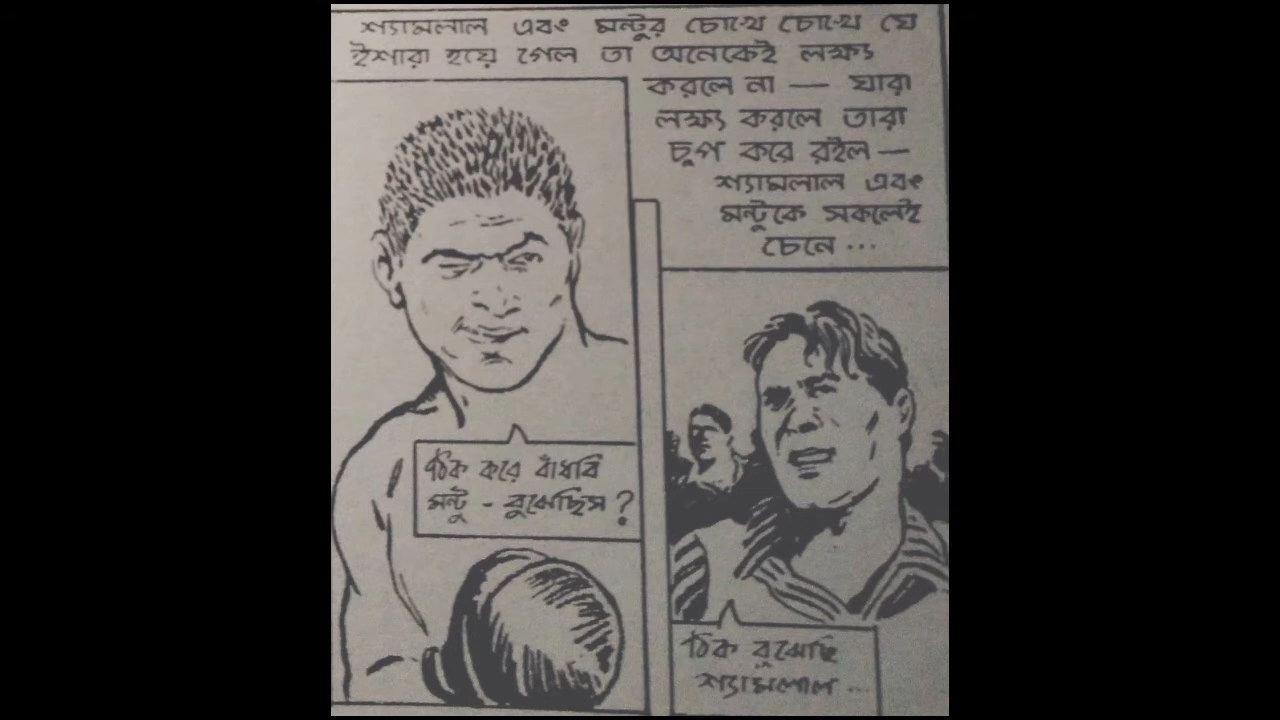 শ্যামলাল এবং মন্টুর চোখে চোখে যে
ইশারা হয়ে গেল তা অনেকেই লক্ষ্য
করলে না — যারা
লক্ষ্য করলে তারা
চুপ করে রইল —
শ্যামলাল এবং
মন্টুকে সকলেই
চেনে ...
ঠিক করে বাঁধবি
মন্টু - বুঝেছিস ?
ঠিক বুঝেছি
শ্যামলাল ...